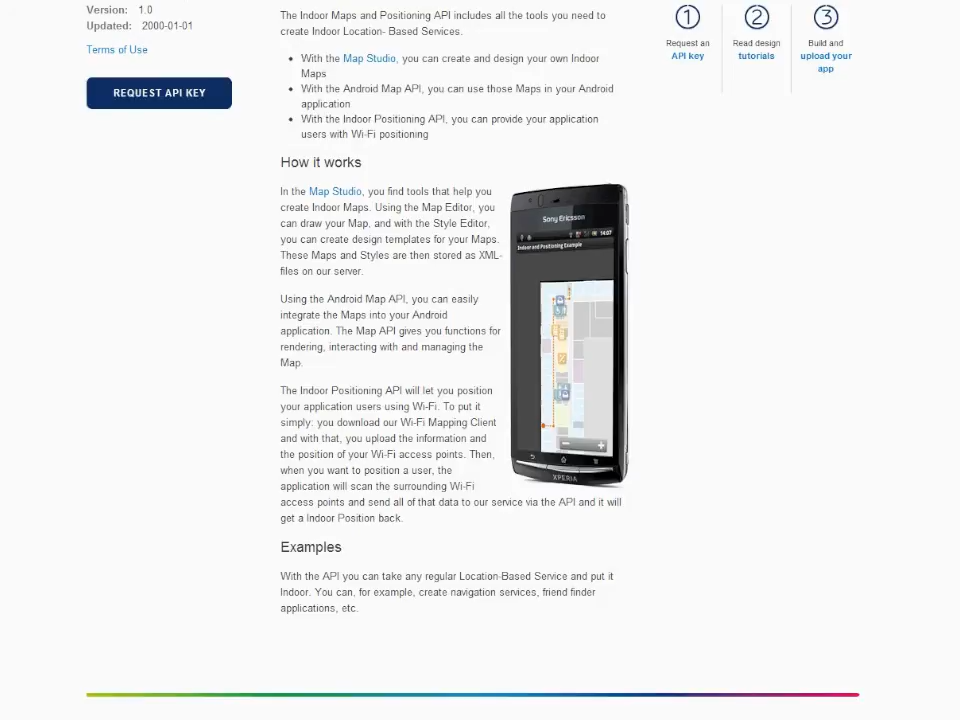 Version: 1.0
Updated: 2000-01-01
Terms of Use
REQUEST API KEY
The Indoor Maps and Positioning API includes all the tools you need to
create Indoor Location- Based Services.
With the Map Studio, you can create and design your own Indoor
Maps
With the Android Map API, you can use those Maps in your Android
application
With the Indoor Positioning API, you can provide your application
users with Wi-Fi positioning
How it works
In the Map Studio, you find tools that help you
create Indoor Maps. Using the Map Editor, you
can draw your Map, and with the Style Editor,
you can create design templates for your Maps.
These Maps and Styles are then stored as XML-
files on our server.
Using the Android Map API, you can easily
integrate the Maps into your Android
application. The Map API gives you functions for
rendering, interacting with and managing the
Map.
The Indoor Positioning API will let you position
your application users using Wi-Fi. To put it
simply: you download our Wi-Fi Mapping Client
and with that, you upload the information and
the position of your Wi-Fi access points. Then,
when you want to position a user, the
application will scan the surrounding Wi-Fi
access points and send all of that data to our service via the API and it will
get a Indoor Position back.
Sony Ericsson
14:07
Indoor and Positioning Example
XPERIA
Examples
With the API you can take any regular Location-Based Service and put it
Indoor. You can, for example, create navigation services, friend finder
applications, etc.
1
Request an
API key
2
Read design
tutorials
3
Build and
upload your
app